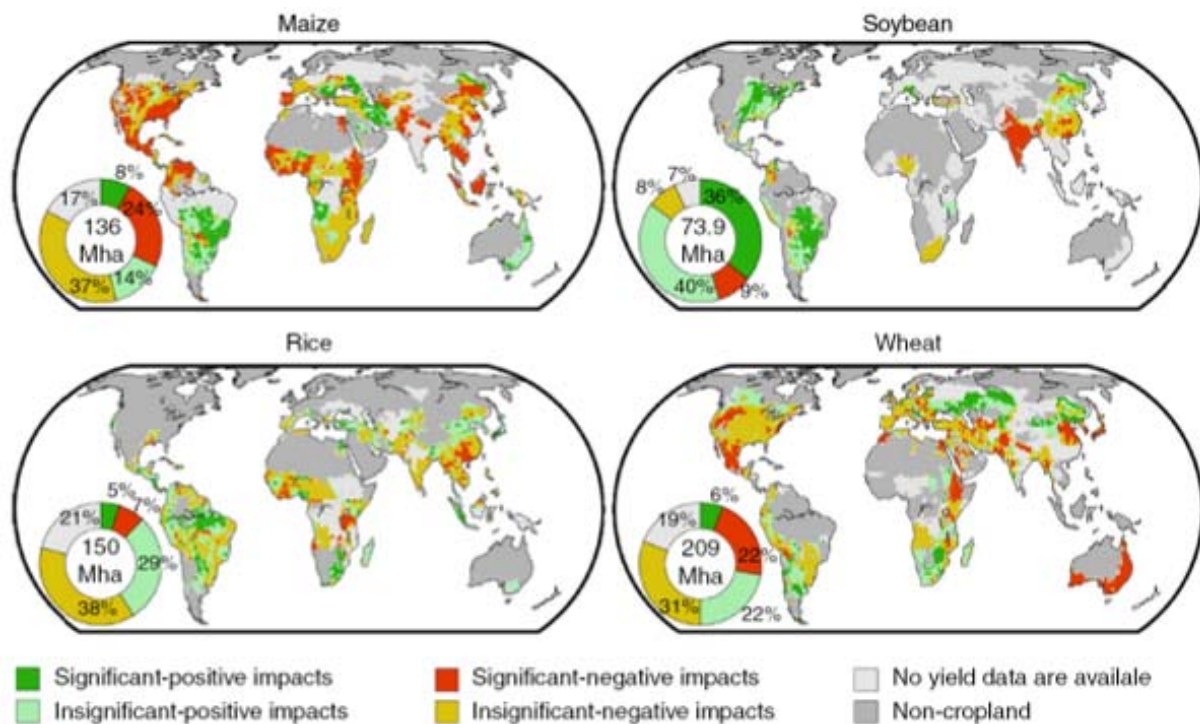 Maize
Soybean
8%
17%
24%
136
Mha
37%
14%
7%
8%
36%
73.9
Mha
40%
9%
Rice
Wheat
5%
7%
21%
150
Mha
29%
38%
6%
19%
209
Mha
22%
31%
22%
Significant-positive impacts
Significant-negative impacts
No yield data are availale
Insignificant-positive impacts
Insignificant-negative impacts
Non-cropland